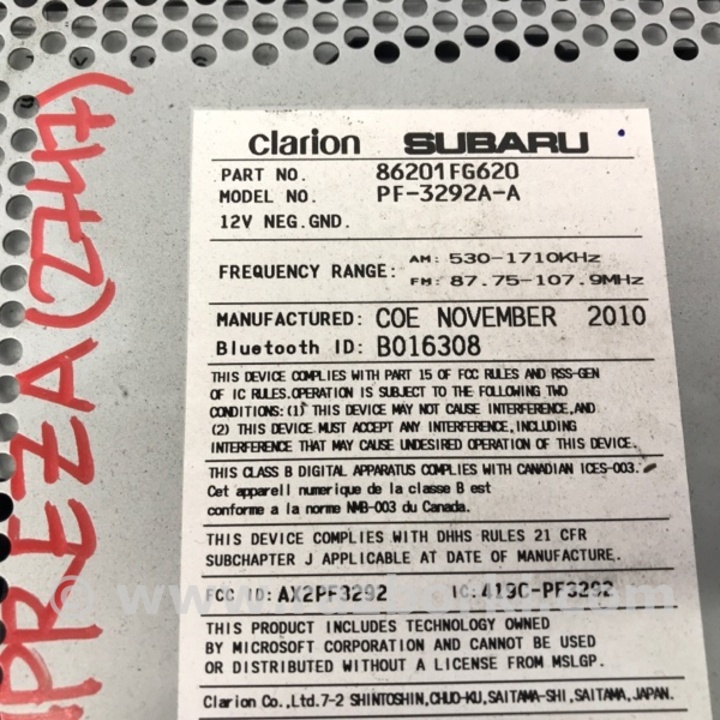 clarion SUBARU
PART NO. 86201FG620
MODEL NO. PF-3292A-A
12V NEG.GND.
FREQUENCY RANGE: AM: 530-1710KHz
FM: 87.75-107.9MHz
MANUFACTURED: COE NOVEMBER 2010
Bluetooth ID: B016308
THIS DEVICE COMPLIES WITH PART 15 OF FCC RULES AND RSS-GEN
OF IC RULES.OPERATION IS SUBJECT TO THE FOLLOWING TWO
CONDITIONS:(1) THIS DEVICE MAY NOT CAUSE INTERFERENCE,AND
(2) THIS DEVICE MUST ACCEPT ANY INTERFERENCE,INCLUDING
INTERFERENCE THAT MAY CAUSE UNDESIRED OPERATION OF THIS DEVICE.
THIS CLASS B DIGITAL APPARATUS COMPLIES WITH CANADIAN ICES-003.
Cet appareil numerique de la classe B est
conforme a la norme NMB-003 du Canada.
THIS DEVICE COMPLIES WITH DHHS RULES 21 CFR
SUBCHAPTER J APPLICABLE AT DATE OF MANUFACTURE.
FCC ID: AX2PF3292 IC:419C-PF3292
THIS PRODUCT INCLUDES TECHNOLOGY OWNED
BY MICROSOFT CORPORATION AND CANNOT BE USED
OR DISTRIBUTED WITHOUT A LICENSE FROM MSLGP.
Clarion Co.,Ltd.7-2 SHINTOSHIN,CHUO-KU,SAITAMA-SHI,SAITAMA,JAPAN.
MPREZA(2747)